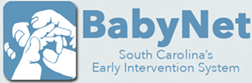 BabyNet
South Carolina's
Early Intervention System